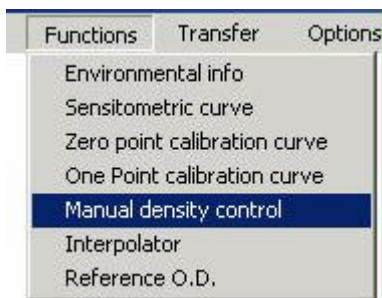 Functions Transfer Options
Environmental info
Sensitometric curve
Zero point calibration curve
One Point calibration curve
Manual density control
Interpolator
Reference O.D.